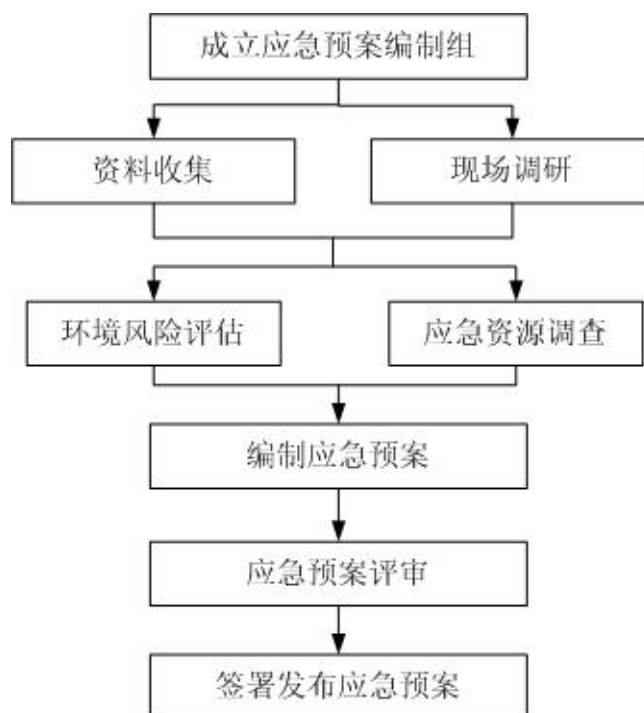 成立应急预案编制组
资料收集
现场调研
环境风险评估
应急资源调查
编制应急预案
应急预案评审
签署发布应急预案